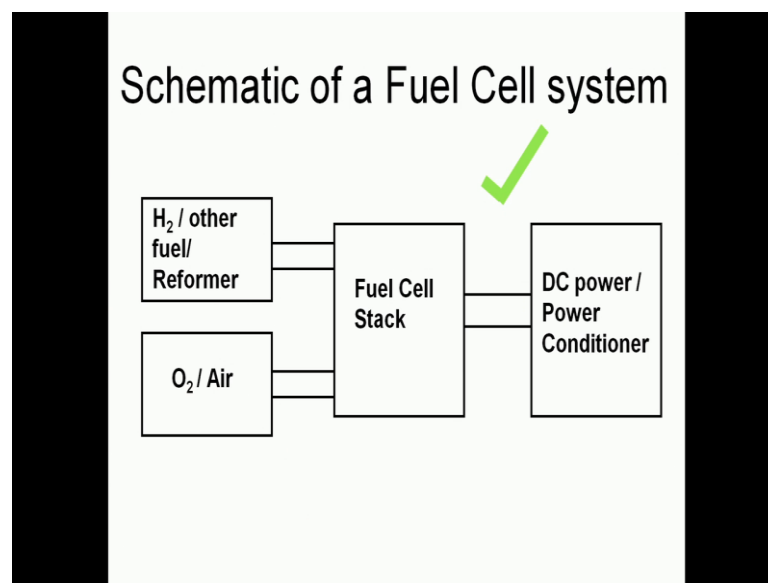 Schematic of a Fuel Cell system
H₂ / other
fuel/
Reformer
O₂ / Air
Fuel Cell
Stack
DC power /
Power
Conditioner